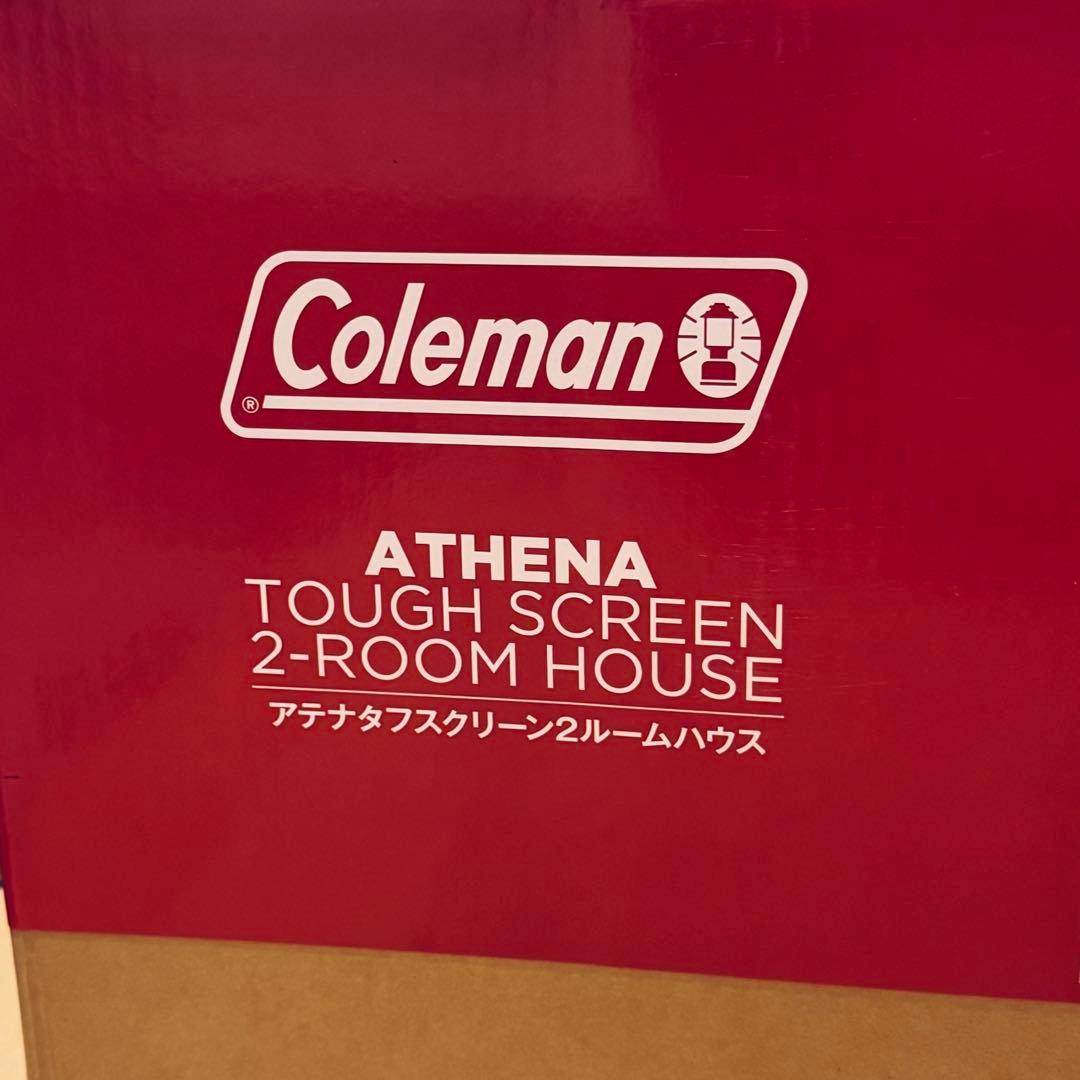 Coleman
®
ATHENA
TOUGH SCREEN
2-ROOM HOUSE
アテナタフスクリーン2ルームハウス